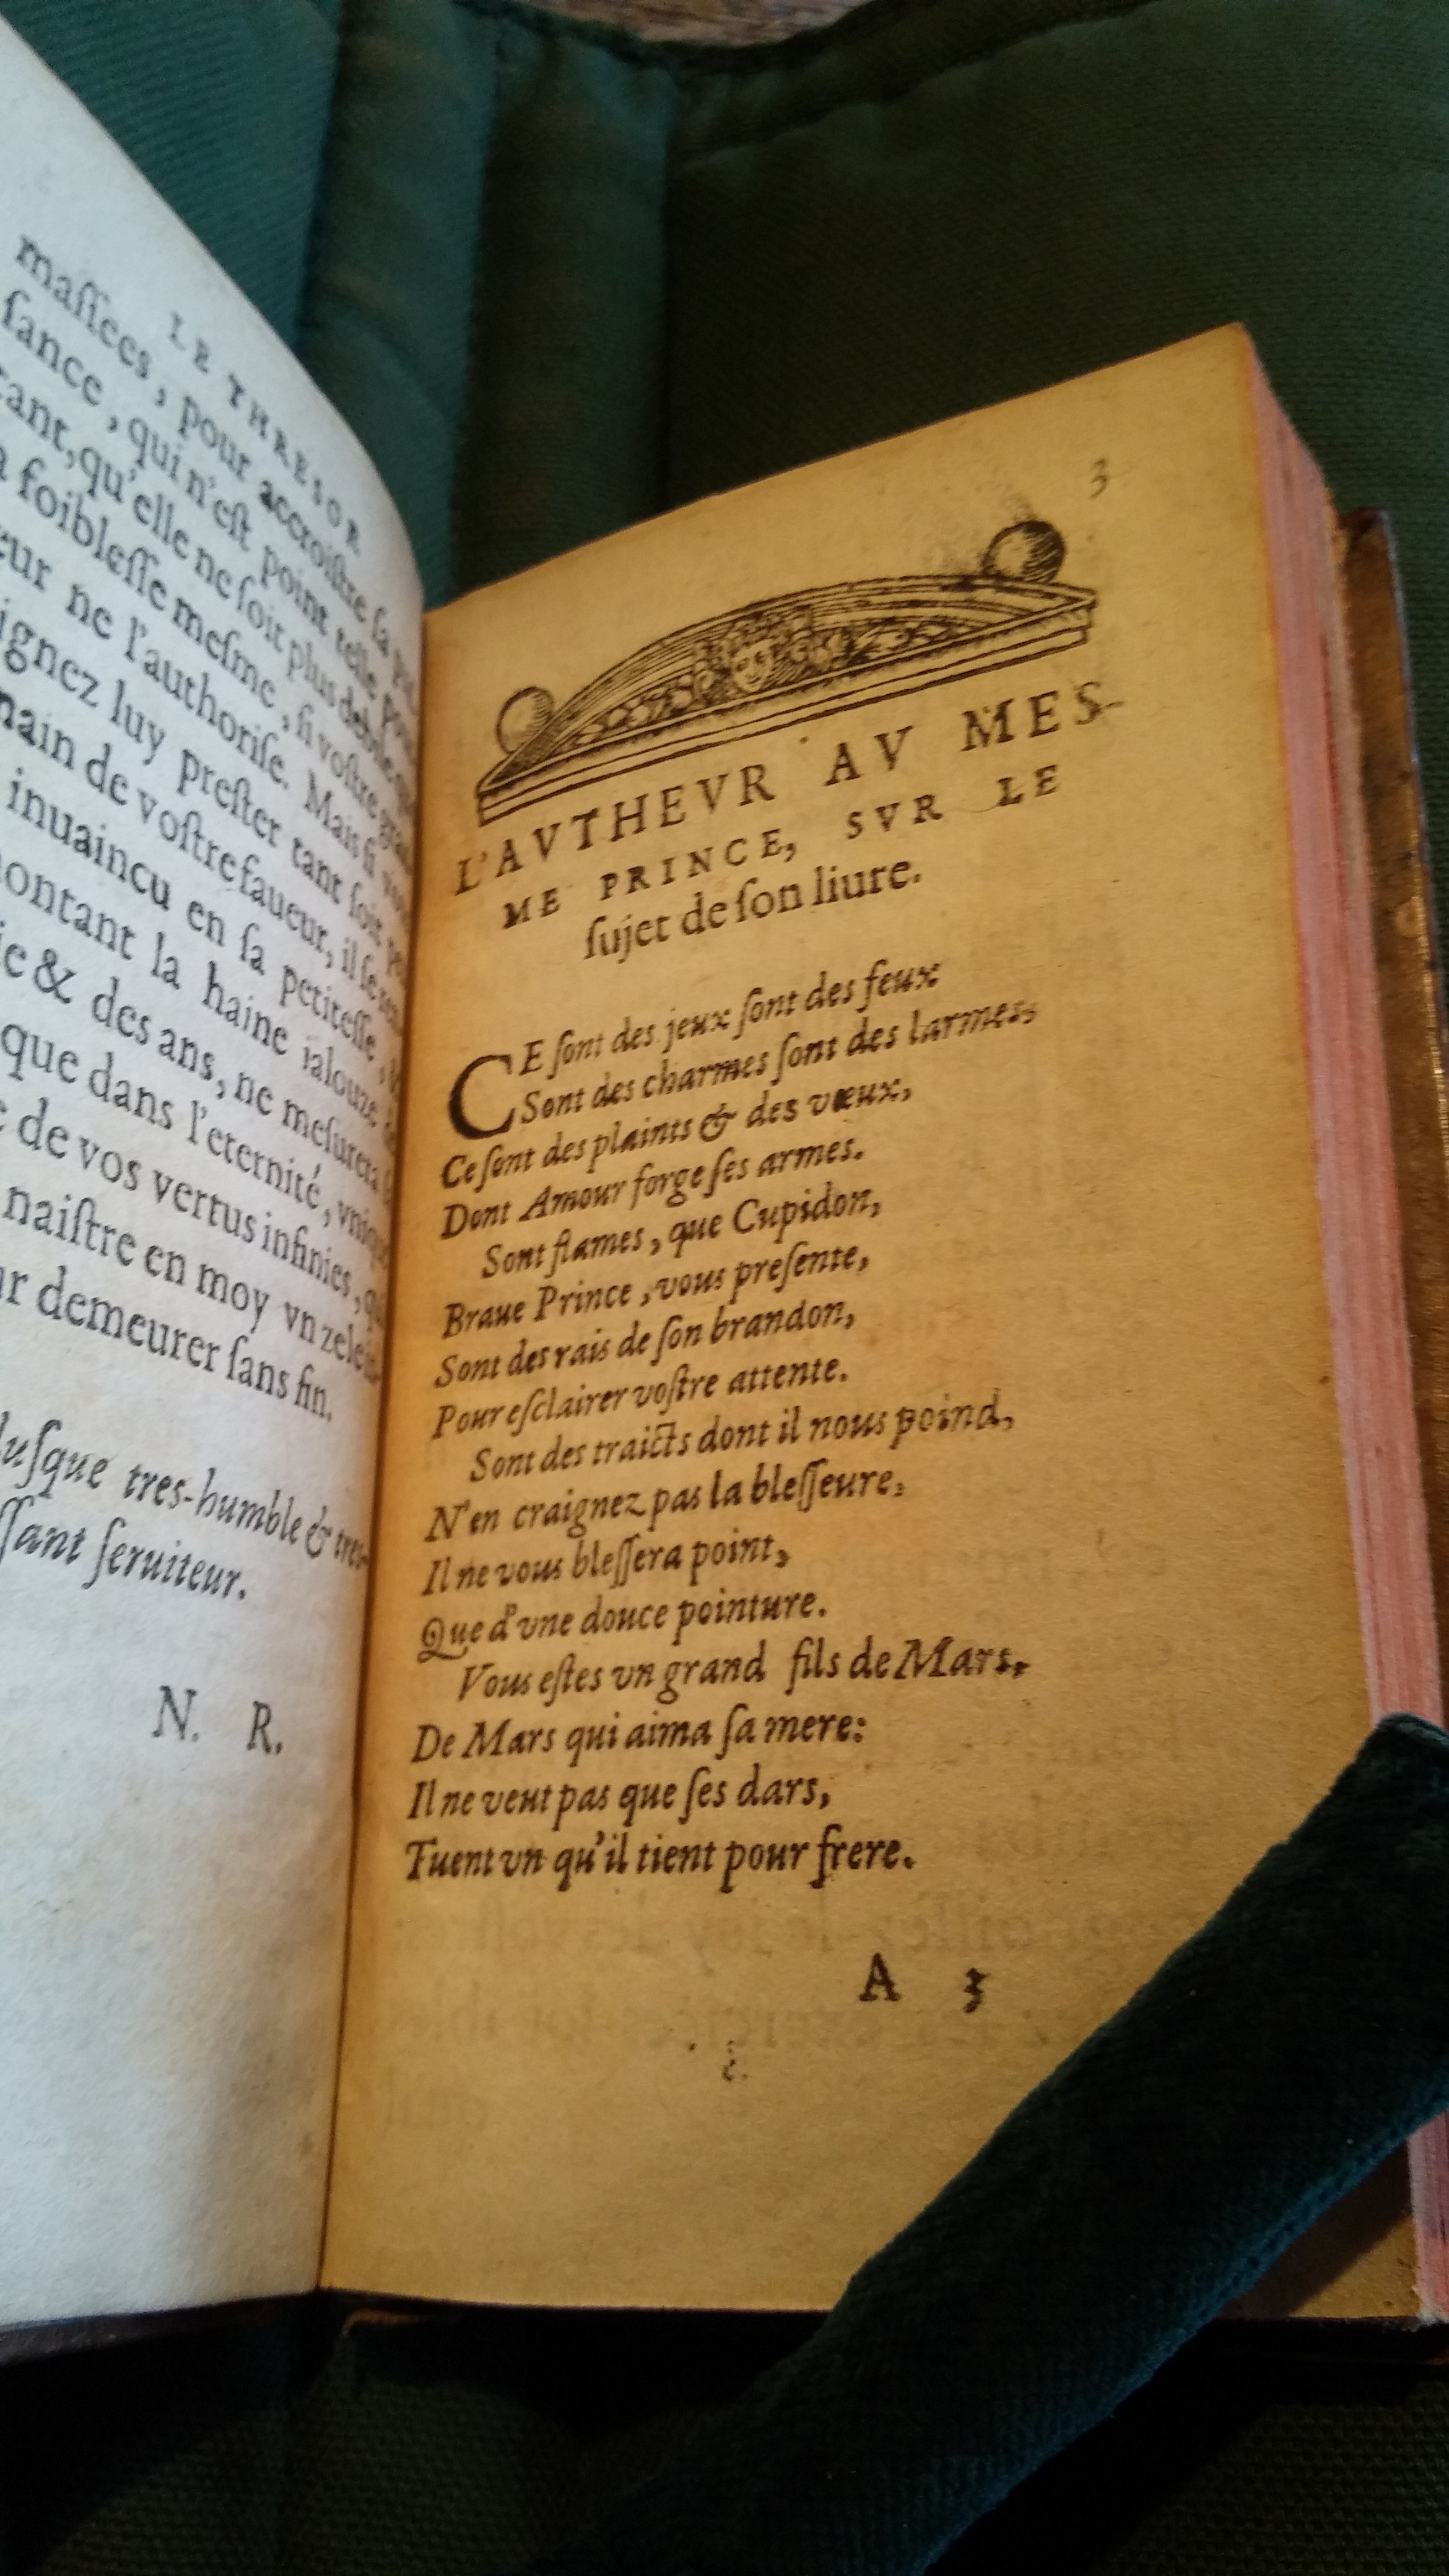 LE THRESOR
massees, pour accroistre sa
ſance, qui n'eſt point telle pour
tant, qu'elle ne ſoit plus debile que
foibleſſe meſme, ſi voſtre
ne l'authoriſe. Mais ſi
luy preſter tant ſoit
de voſtre faueur, il ſe
inuaincu en ſa petiteſſe,
la haine ialouze
& des ans, ne meſurera
que dans l'eternité,
de vos vertus infinies,
naiſtre en moy vn zele
demeurer ſans fin.
tres-humble & tres-
ſeruiteur.
N. R.
3
L'AVTHEVR AV MES-
ME PRINCE, SVR LE
ſujet de ſon liure.
CE ſont des jeux ſont des feux
Sont des charmes ſont des larmes,
Ce ſont des plaints & des vœux,
Dont Amour forge ſes armes.
Sont flames, que Cupidon,
Braue Prince, vous preſente,
Sont des rais de ſon brandon,
Pour eſclairer voſtre attente.
Sont des traicts dont il nous poind,
N'en craignez pas la bleſſeure,
Il ne vous bleſſera point,
Que d'vne douce pointure.
Vous eſtes vn grand fils de Mars,
De Mars qui aima ſa mere:
Il ne veut pas que ſes dars,
Tuent vn qu'il tient pour frere.
A 3